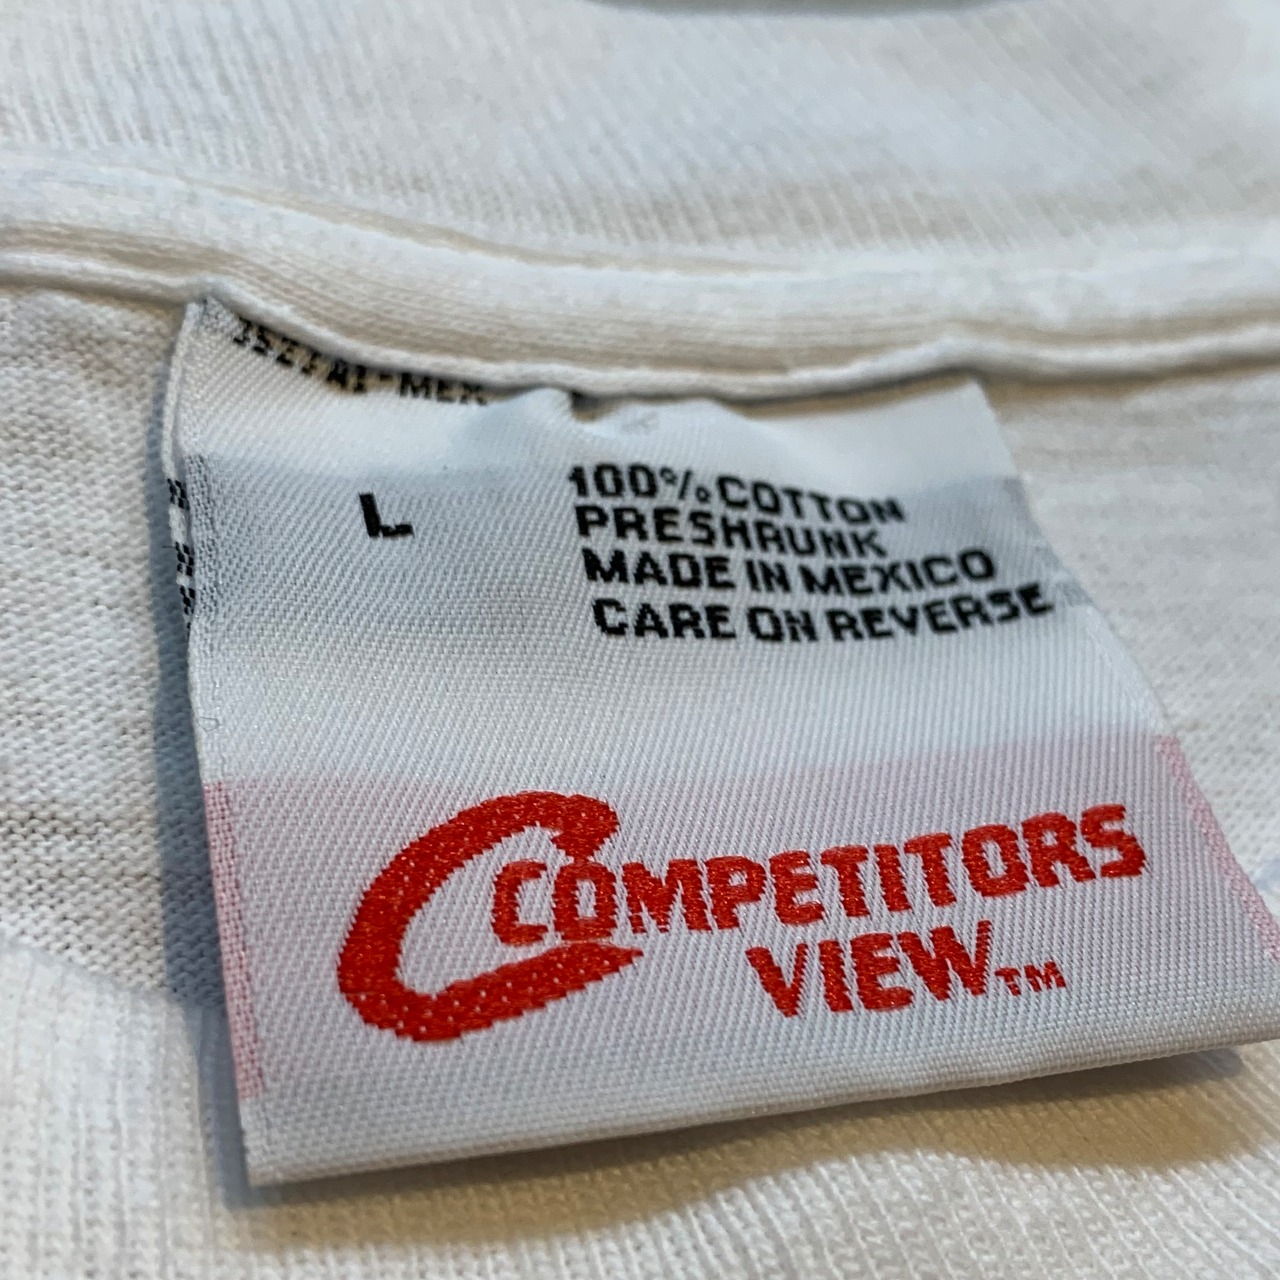 L
100% COTTON
PRESHRUNK
MADE IN MEXICO
CARE ON REVERSE
C COMPETITORS
VIEW™